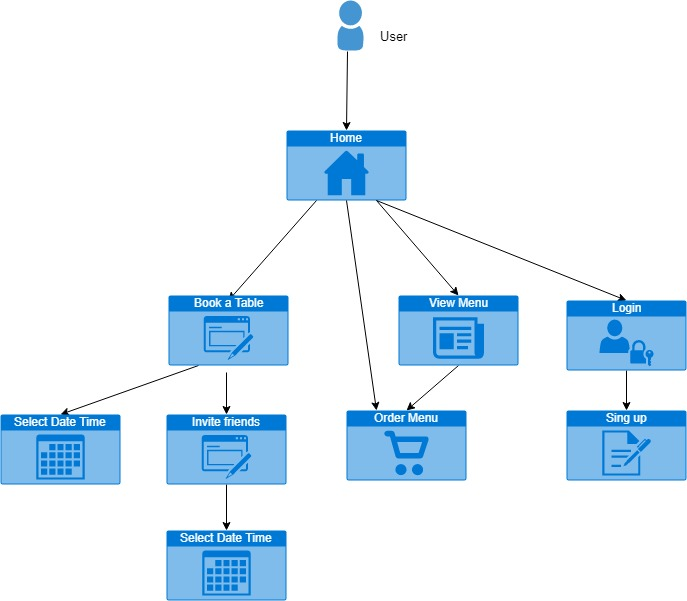 User
Home
Book a Table
View Menu
Login
Select Date Time
Invite friends
Order Menu
Sing up
Select Date Time